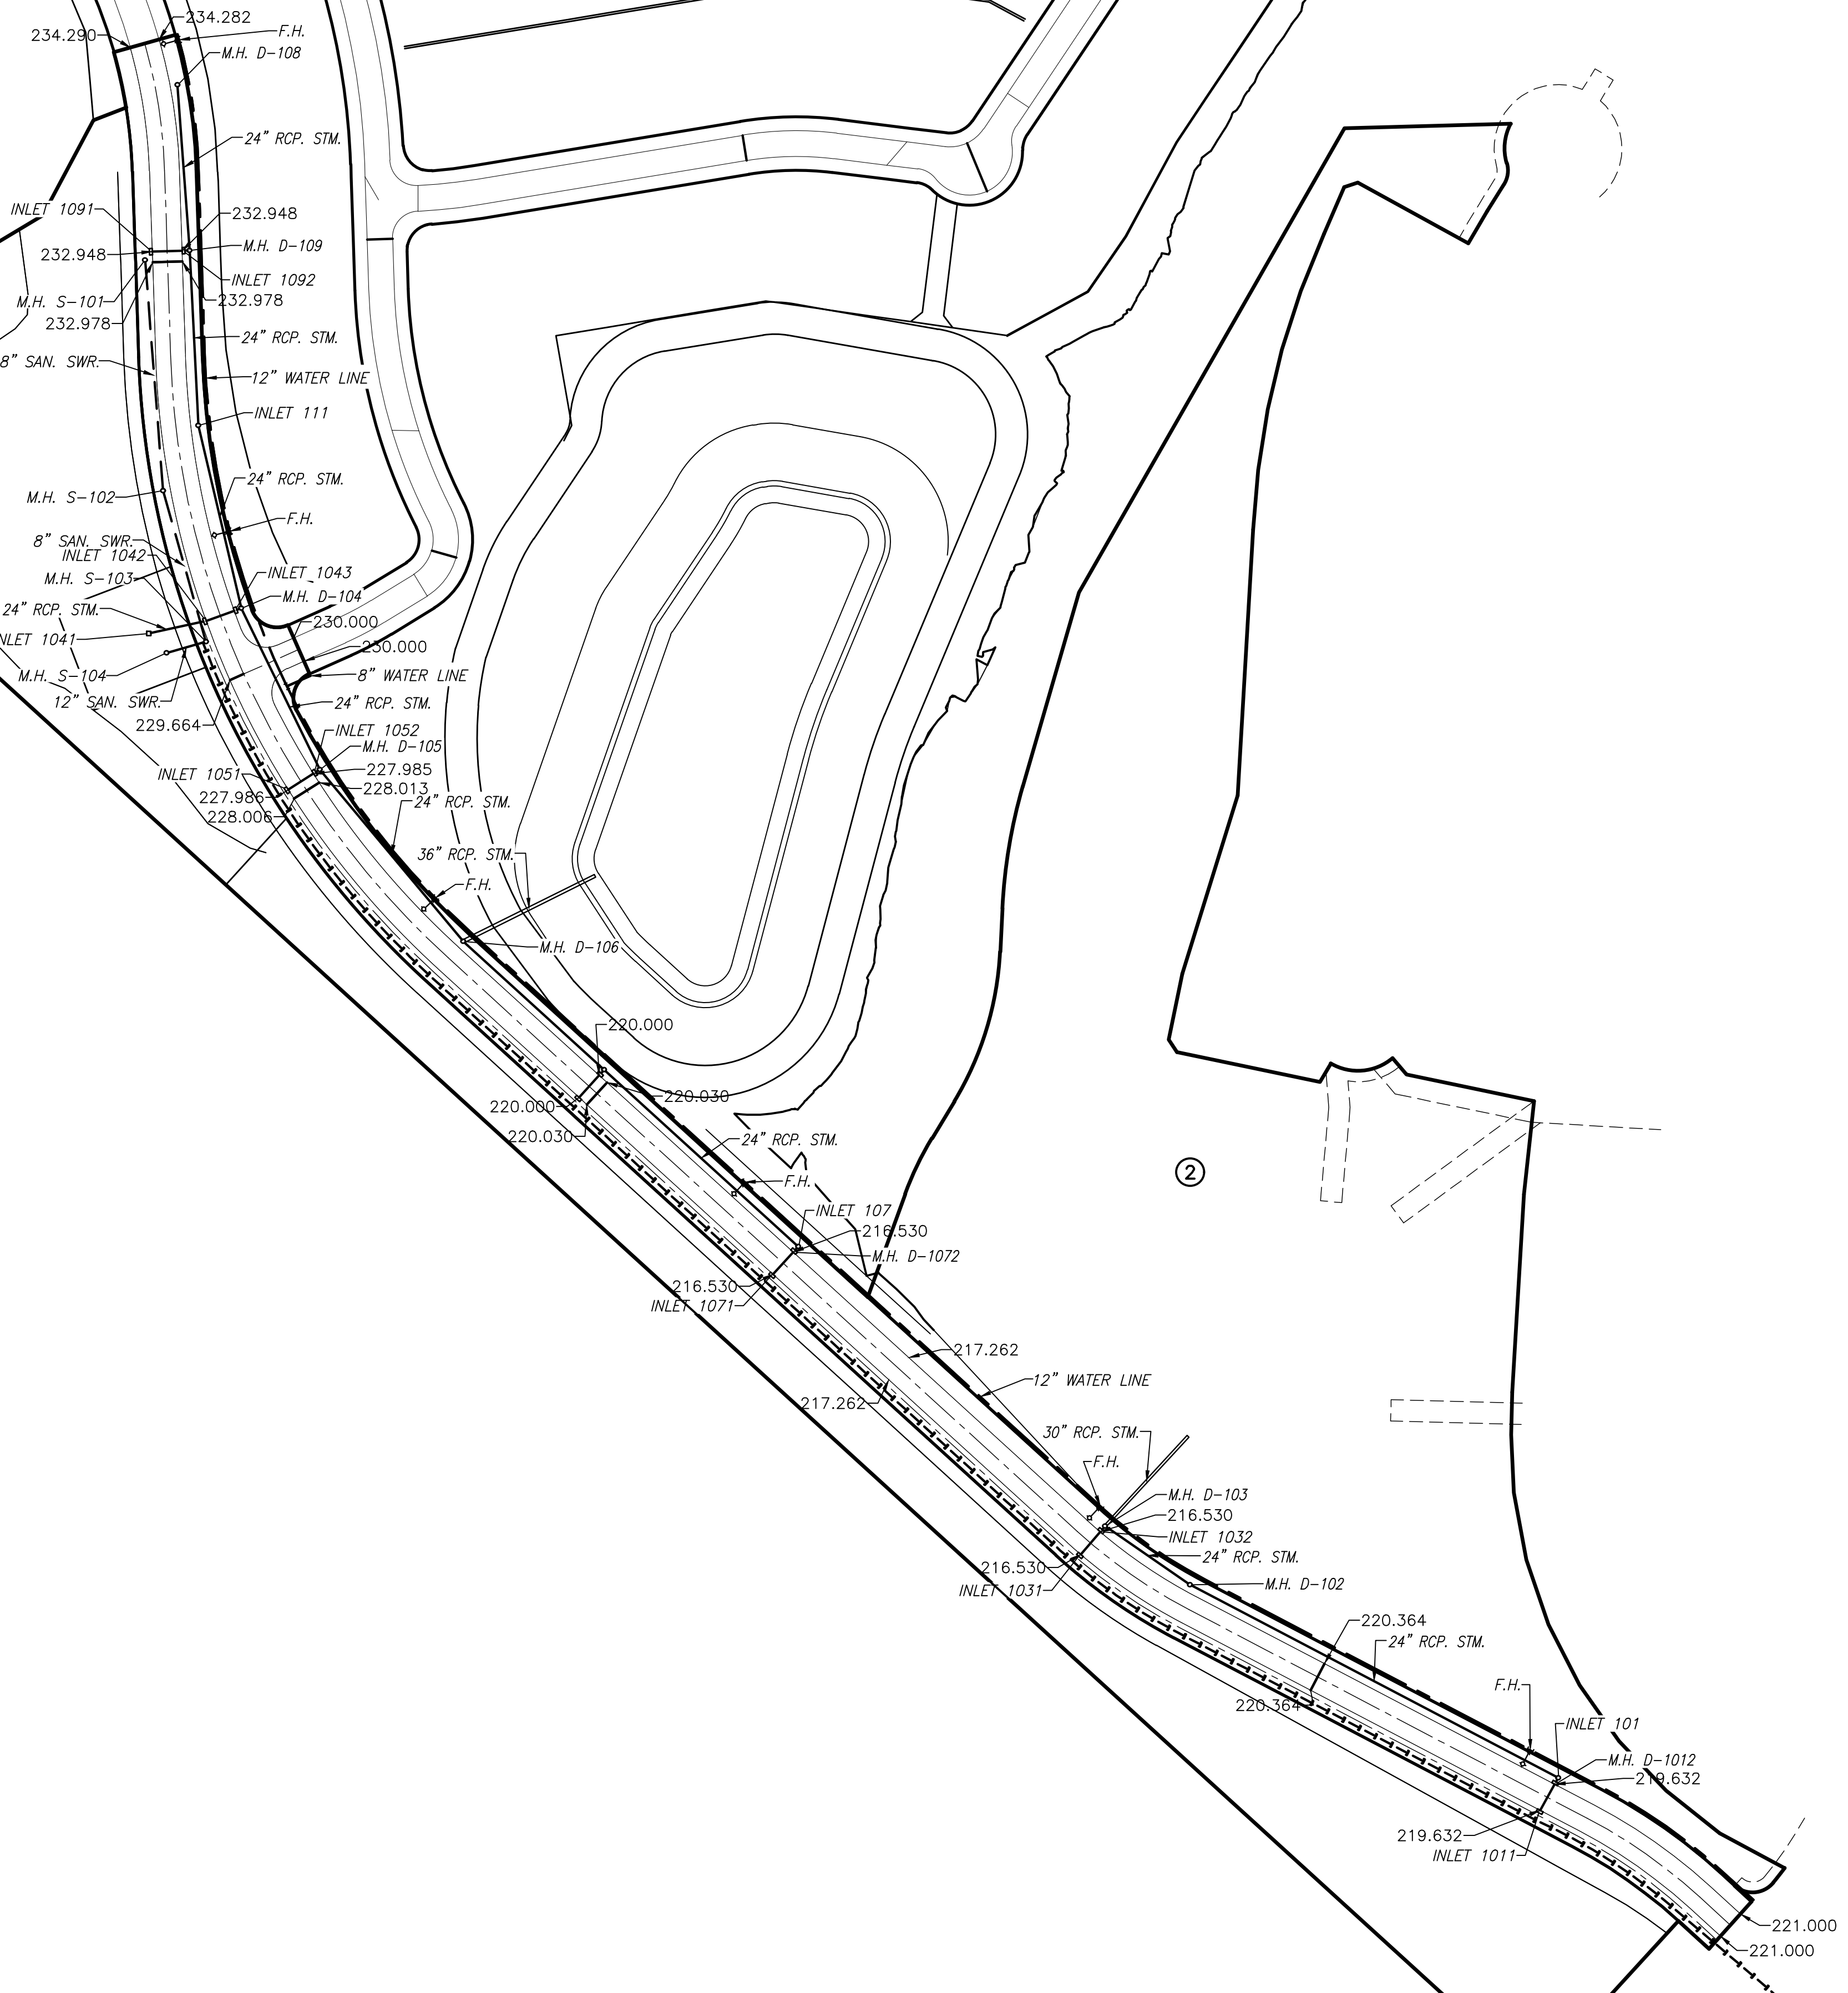 234.282
234.290
F.H.
M.H. D-108
24" RCP. STM.
INLET 1091
232.948
232.948
M.H. D-109
INLET 1092
M.H. S-101
232.978
232.978
24" RCP. STM.
8" SAN. SWR.
12" WATER LINE
INLET 111
24" RCP. STM.
M.H. S-102
F.H.
8" SAN. SWR.
INLET 1042
INLET 1043
M.H. S-103
M.H. D-104
24" RCP. STM.
230.000
NLET 1041
230.000
M.H. S-104
8" WATER LINE
12" SAN. SWR.
24" RCP. STM.
229.664
INLET 1052
M.H. D-105
INLET 1051
227.985
228.013
227.986
24" RCP. STM.
228.006
36" RCP. STM.
F.H.
M.H. D-106
220.000
220.030
220.000
220.030
24" RCP. STM.
2
F.H.
INLET 107
216.530
M.H. D-1072
216.530
INLET 1071
217.262
12" WATER LINE
217.262
30" RCP. STM.
F.H.
M.H. D-103
216.530
INLET 1032
24" RCP. STM.
216.530
M.H. D-102
INLET 1031
220.364
24" RCP. STM.
F.H.
220.364
INLET 101
M.H. D-1012
219.632
219.632
INLET 1011
221.000
221.000